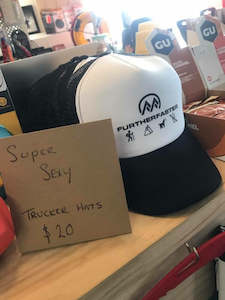 GU
GU
FURTHERFASTER
Super
Sexy
TRUCKER HATS
$20